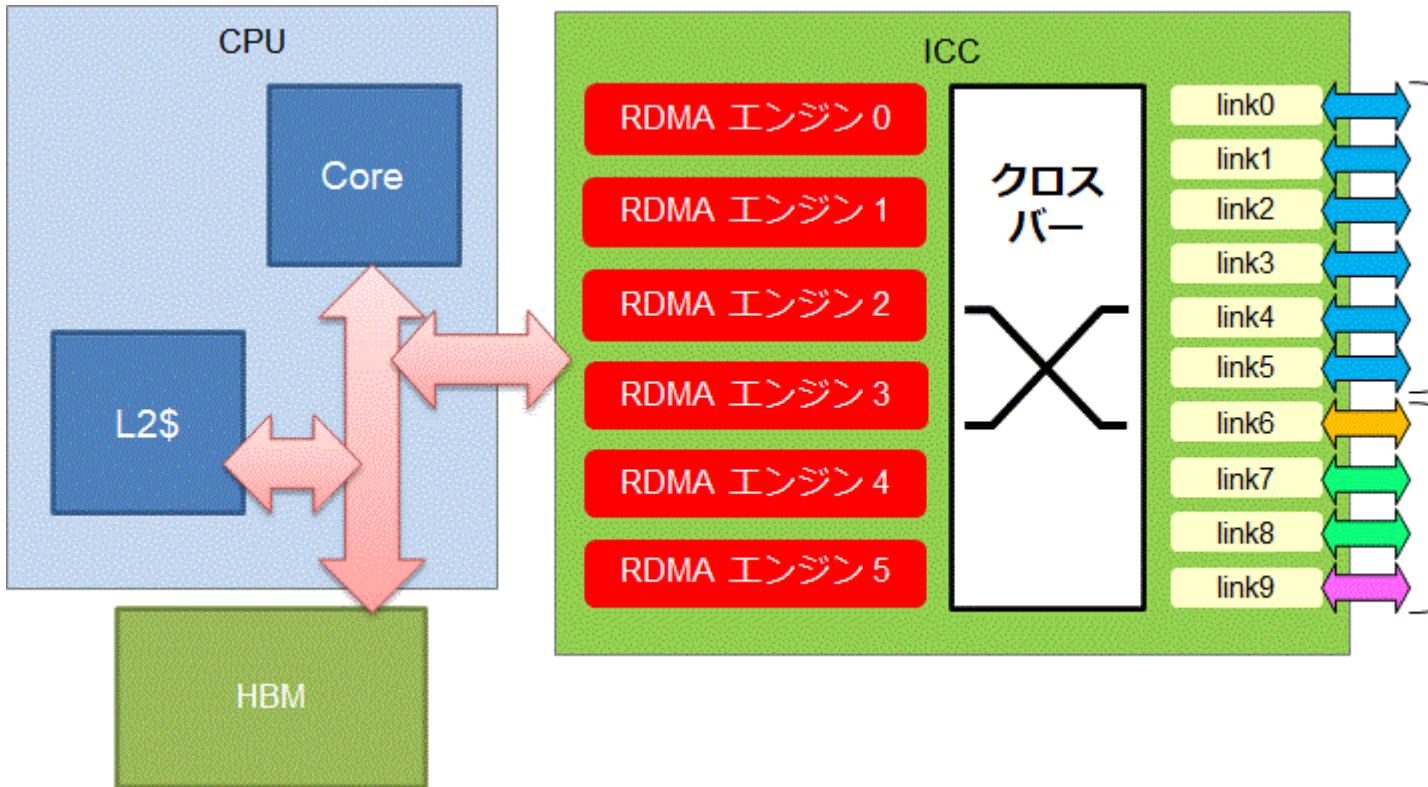 CPU
Core
L2$
HBM
ICC
RDMA エンジン 0
RDMA エンジン 1
RDMA エンジン 2
RDMA エンジン 3
RDMA エンジン 4
RDMA エンジン 5
クロス
バー
link0
link1
link2
link3
link4
link5
link6
link7
link8
link9